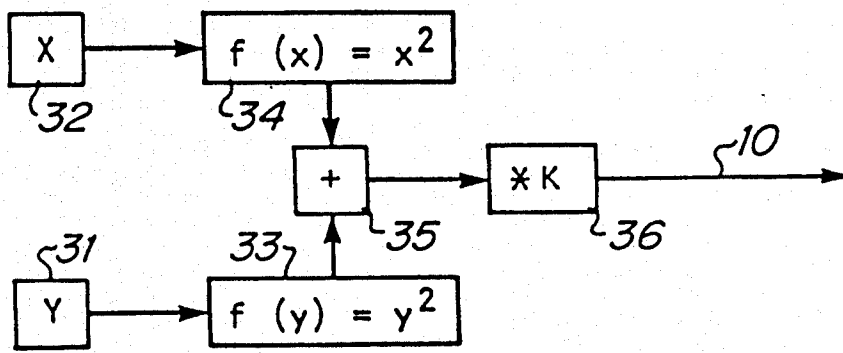 X
f (x) = x²
32
34
10
+
* K
35
36
31
33
Y
f (y) = y²